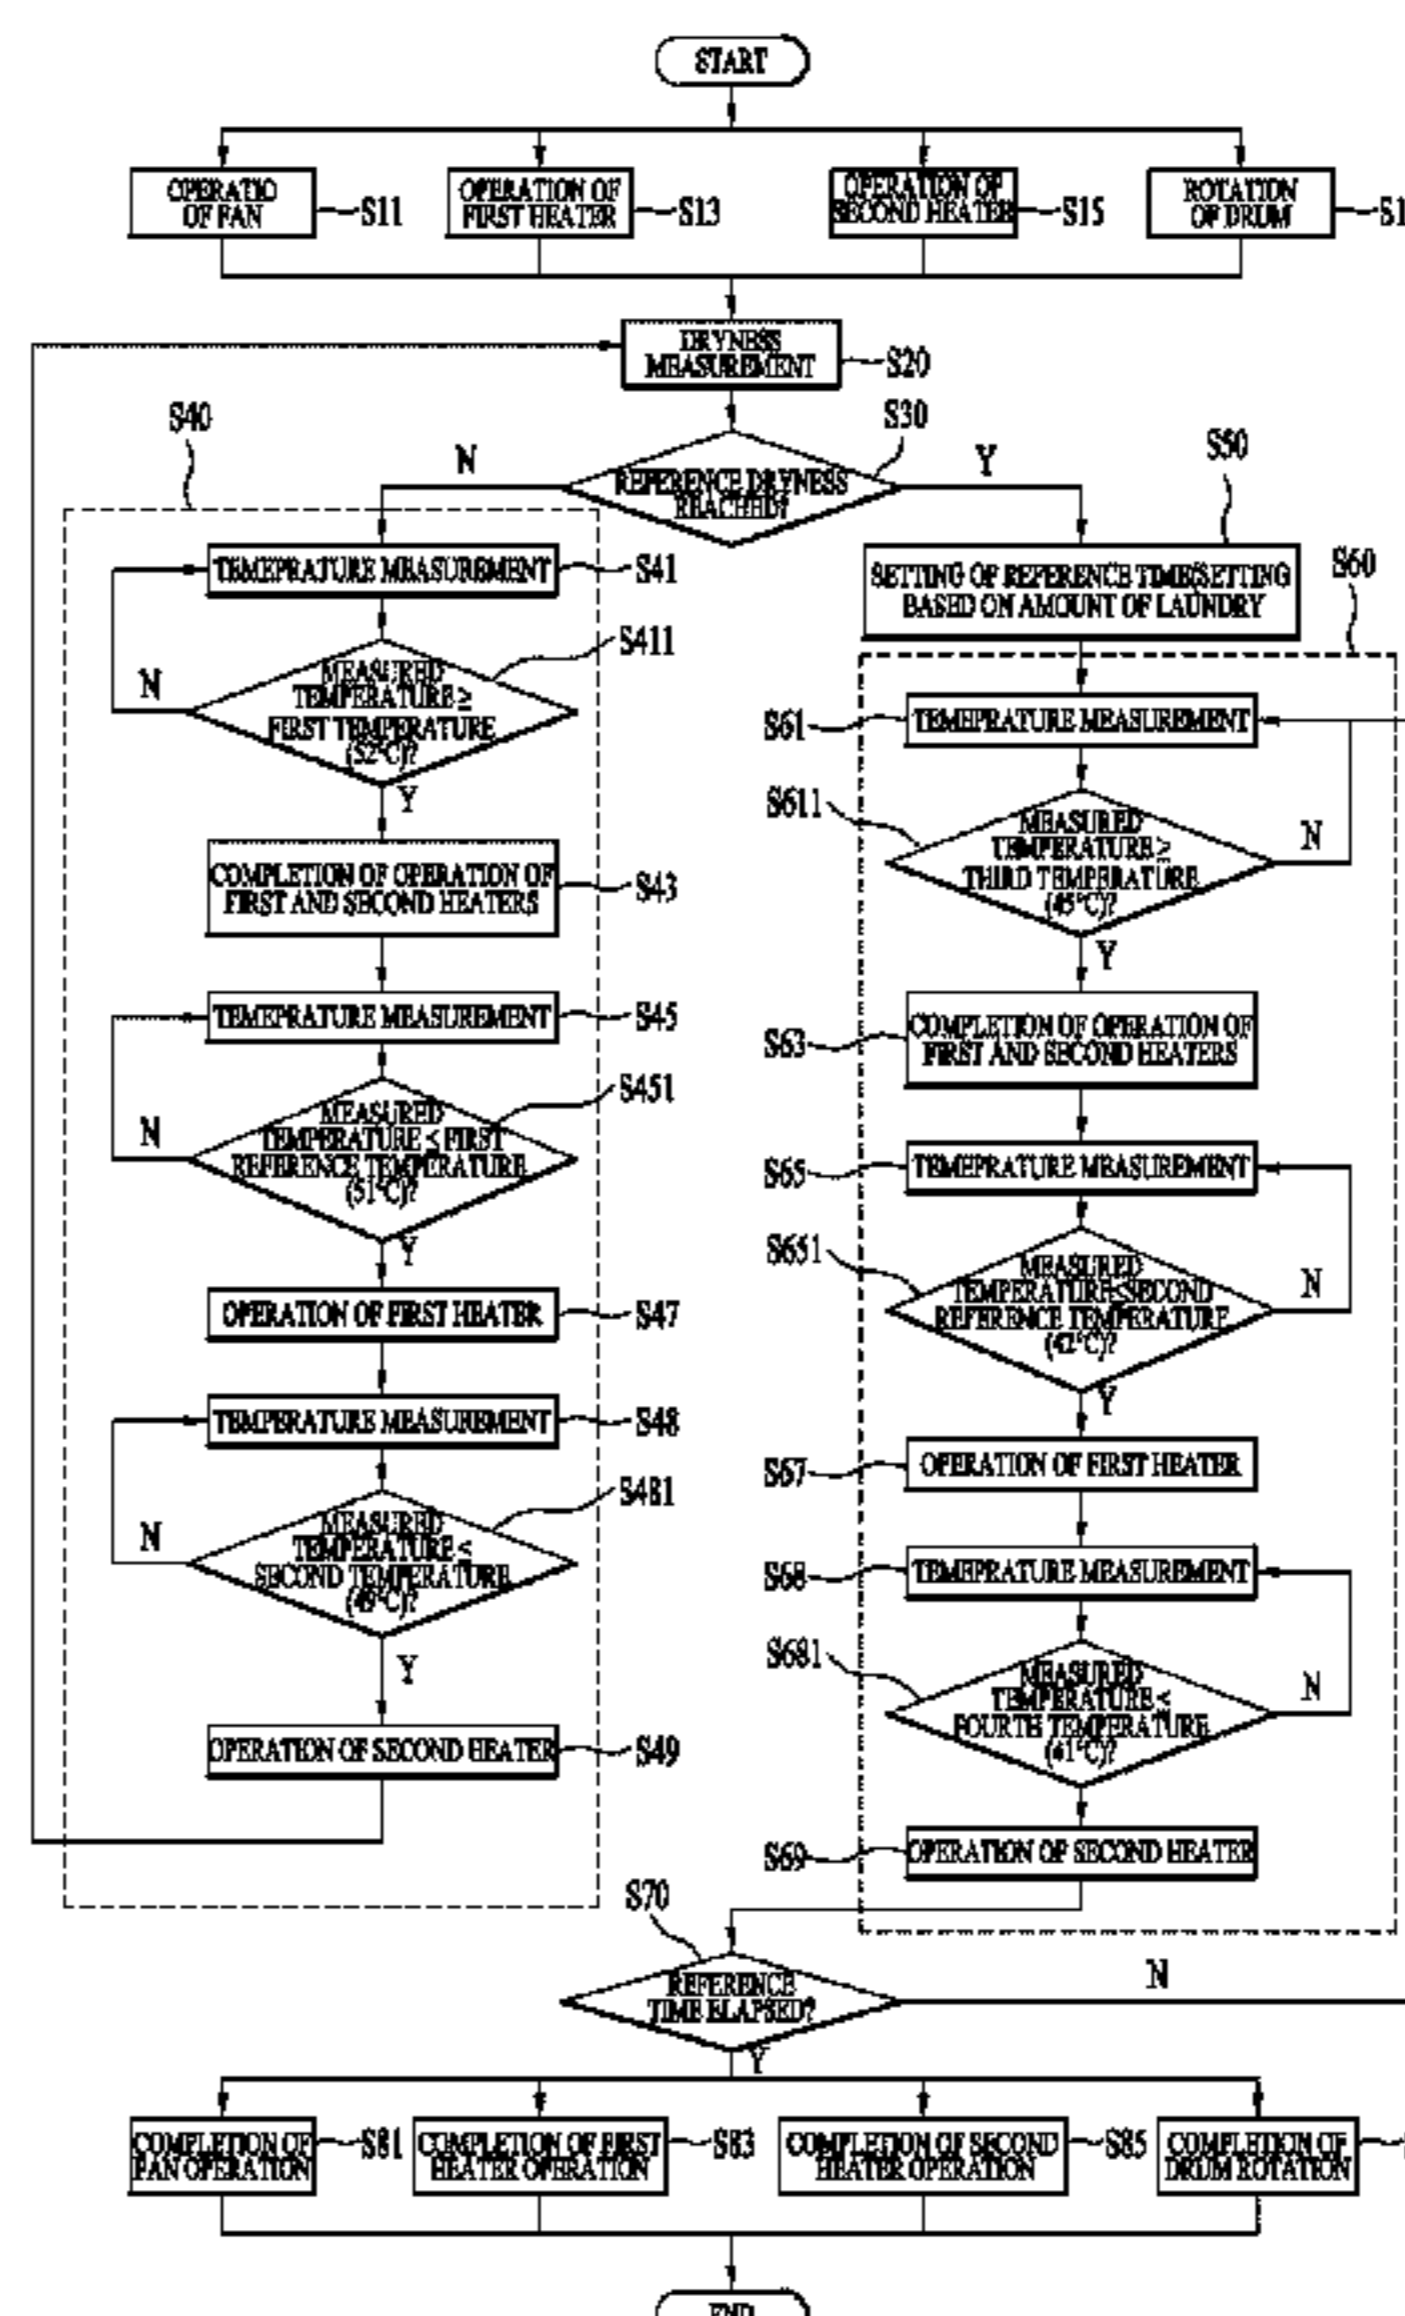 START
OPERATIO
OF FAN
S11
OPERATION OF
FIRST HEATER
S13
OPERATION OF
SECOND HEATER
S15
ROTATION
OF DRUM
DRYNESS
MEASUREMENT
S20
S30
REFERENCE DRYNESS
REACHED?
N
Y
S40
TEMEPRATURE MEASUREMENT
S41
S411
MEASURED
TEMPERATURE ≥
FIRST TEMPERATURE
(52°C)?
N
Y
COMPLETION OF OPERATION OF
FIRST AND SECOND HEATERS
S43
TEMEPRATURE MEASUREMENT
S45
S451
MEASURED
TEMPERATURE ≤ FIRST
REFERENCE TEMPERATURE
(51°C)?
N
Y
OPERATION OF FIRST HEATER
S47
TEMEPRATURE MEASUREMENT
S48
S481
MEASURED
TEMPERATURE ≤
SECOND TEMPERATURE
N
Y
OPERATION OF SECOND HEATER
S49
S50
SETTING OF REFERENCE TIME/SETTING
BASED ON AMOUNT OF LAUNDRY
S60
S61
TEMEPRATURE MEASUREMENT
S611
MEASURED
TEMPERATURE ≥
THIRD TEMPERATURE
(45°C)?
N
Y
S63
COMPLETION OF OPERATION OF
FIRST AND SECOND HEATERS
S65
TEMEPRATURE MEASUREMENT
S651
MEASURED
TEMPERATURE≤SECOND
REFERENCE TEMPERATURE
(42°C)?
N
Y
S67
OPERATION OF FIRST HEATER
S68
TEMEPRATURE MEASUREMENT
S681
MEASURED
TEMPERATURE ≤
FOURTH TEMPERATURE
(41°C)?
N
S69
OPERATION OF SECOND HEATER
S70
REFERENCE
TIME ELAPSED?
N
Y
COMPLETION OF
FAN OPERATION
S81
COMPLETION OF FIRST
HEATER OPERATION
S83
COMPLETION OF SECOND
HEATER OPERATION
S85
COMPLETION OF
DRUM ROTATION
END